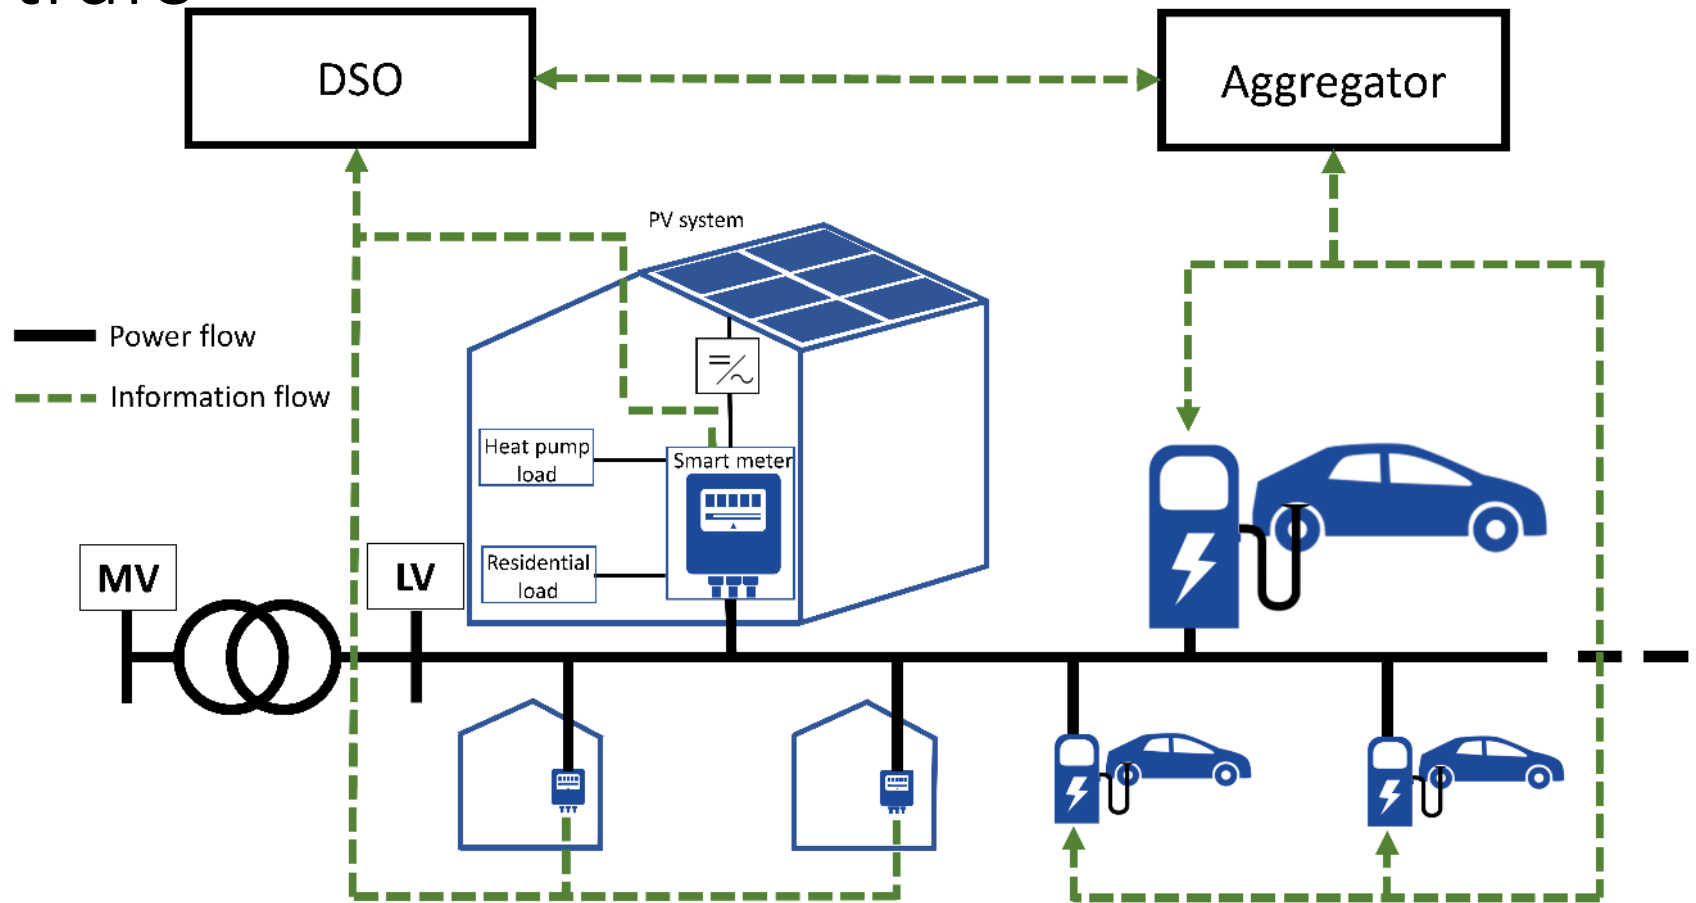 DSO
Aggregator
PV system
Power flow
Information flow
Heat pump
load
Smart meter
Residential
load
MV
LV